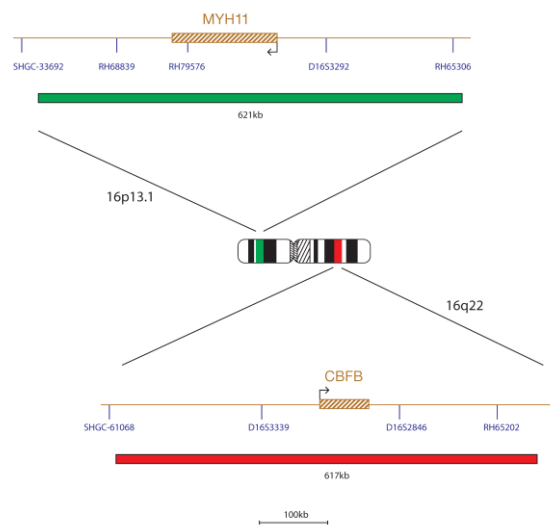 MYH11
SHGC-33692 RH68839 RH79576 D16S3292 RH65306
621kb
16p13.1
16q22
CBFB
SHGC-61068 D16S3339 D16S2846 RH65202
617kb
100kb